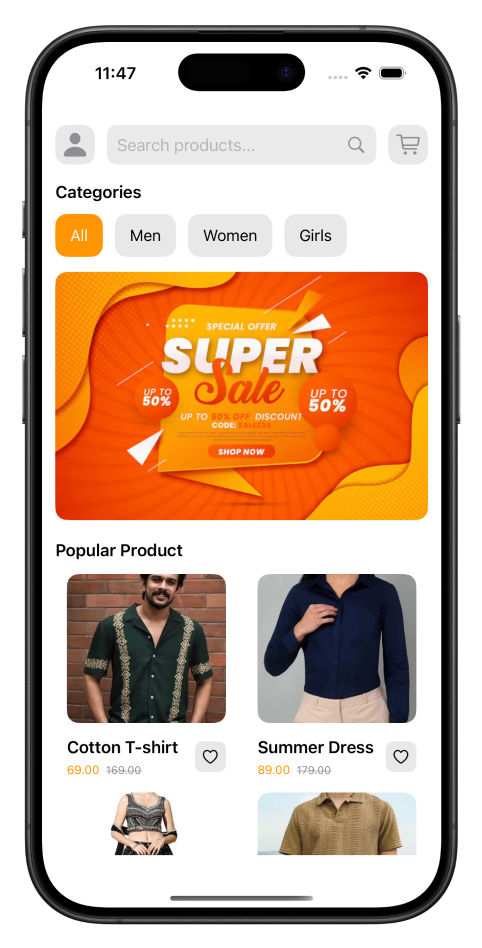 11:47
Search products...
Categories
All Men Women Girls
SPECIAL OFFER
SUPER
Sale
UP TO
50%
UP TO
50%
UP TO 50% OFF DISCOUNT
CODE: SALE234
SHOP NOW
Popular Product
Cotton T-shirt
69.00 169.00
Summer Dress
89.00 179.00